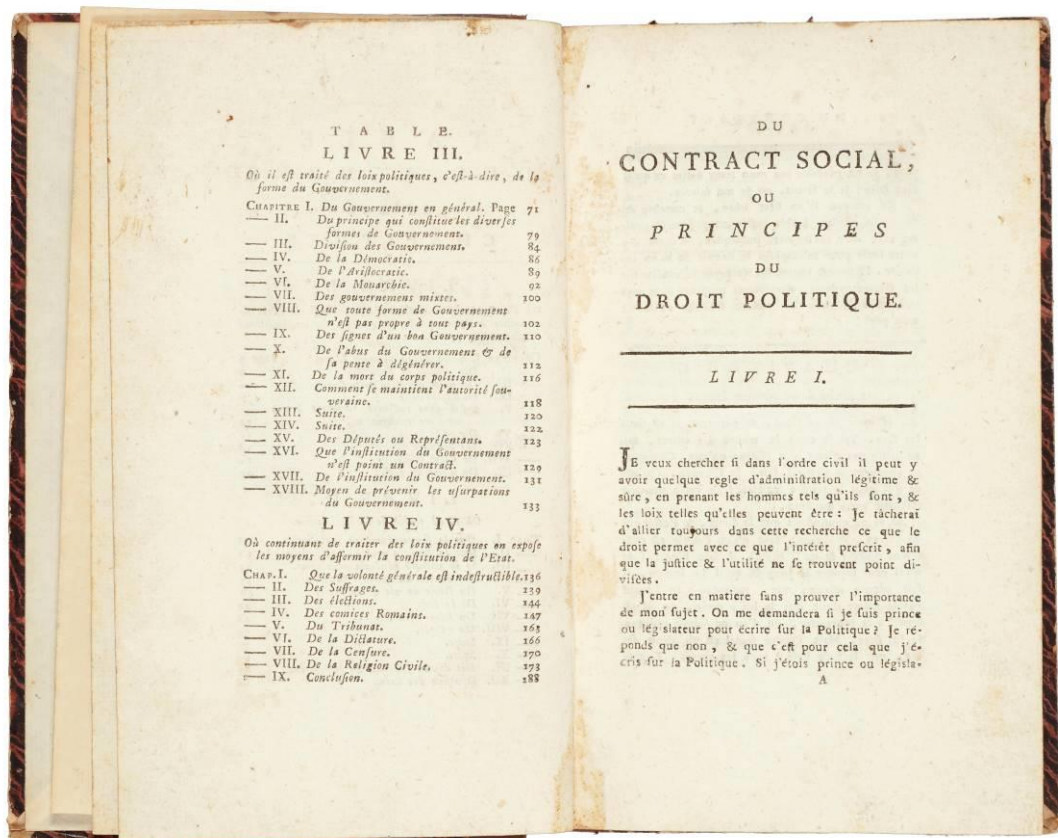 TABLE.
LIVRE III.
Où il eſt traité des loix politiques, c'eſt-à-dire, de la
forme du Gouvernement.
CHAPITRE I. Du Gouvernement en général. Page 71
— II. Du principe qui conſtitue les diverſes
formes de Gouvernement. 79
— III. Diviſion des Gouvernement. 84
— IV. De la Démocratie. 86
— V. De l'Ariſtocratie. 89
— VI. De la Monarchie. 92
— VII. Des gouvernemens mixtes. 100
— VIII. Que toute forme de Gouvernement
n'eſt pas propre à tout pays. 102
— IX. Des ſignes d'un bon Gouvernement. 110
— X. De l'abus du Gouvernement & de
ſa pente à dégénérer. 112
— XI. De la mort du corps politique. 116
— XII. Comment ſe maintient l'autorité ſou-
veraine. 118
— XIII. Suite. 120
— XIV. Suite. 122
— XV. Des Députés ou Repréſentans. 123
— XVI. Que l'inſtitution du Gouvernement
n'eſt point un Contract. 129
— XVII. De l'inſtitution du Gouvernement. 131
— XVIII. Moyen de prévenir les uſurpations
du Gouvernement. 133
LIVRE IV.
Où continuant de traiter des loix politiques on expoſe
les moyens d'affermir la conſtitution de l'Etat.
CHAP. I. Que la volonté générale eſt indeſtructible. 136
— II. Des Suffrages. 139
— III. Des élections. 144
— IV. Des comices Romains. 147
— V. Du Tribunat. 163
— VI. De la Dictature. 166
— VII. De la Cenſure. 170
— VIII. De la Religion Civile. 173
— IX. Concluſion. 188
DU
CONTRACT SOCIAL,
OU
PRINCIPES
DU
DROIT POLITIQUE.
LIVRE I.
JE veux chercher ſi dans l'ordre civil il peut y
avoir quelque regle d'adminiſtration légitime &
sûre, en prenant les hommes tels qu'ils ſont, &
les loix telles qu'elles peuvent être : Je tâcherai
d'allier toujours dans cette recherche ce que le
droit permet avec ce que l'intérêt preſcrit, afin
que la juſtice & l'utilité ne ſe trouvent point di-
viſées.
J'entre en matiere ſans prouver l'importance
de mon ſujet. On me demandera ſi je ſuis prince
ou législateur pour écrire ſur la Politique ? Je ré-
ponds que non, & que c'eſt pour cela que j'é-
cris ſur la Politique. Si j'étois prince ou législa-
A